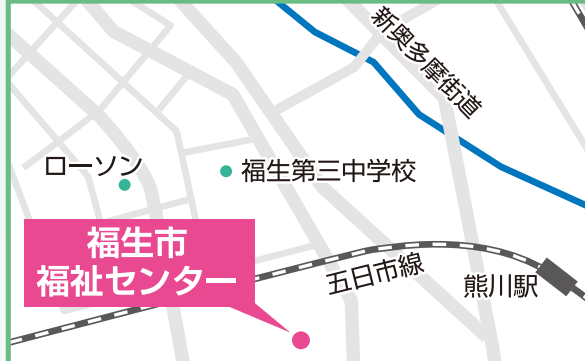 新奥多摩街道
ローソン
福生第三中学校
福生市
福祉センター
五日市線
熊川駅